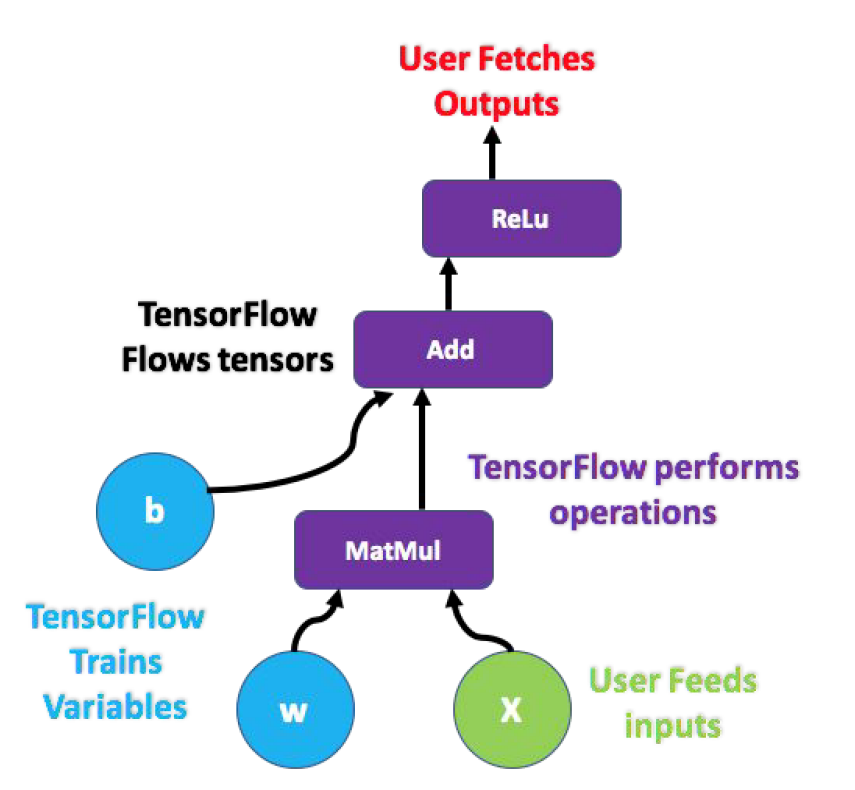 User Fetches
Outputs
ReLu
TensorFlow
Flows tensors
Add
TensorFlow performs
operations
b
MatMul
TensorFlow
Trains
Variables
w
X
User Feeds
inputs